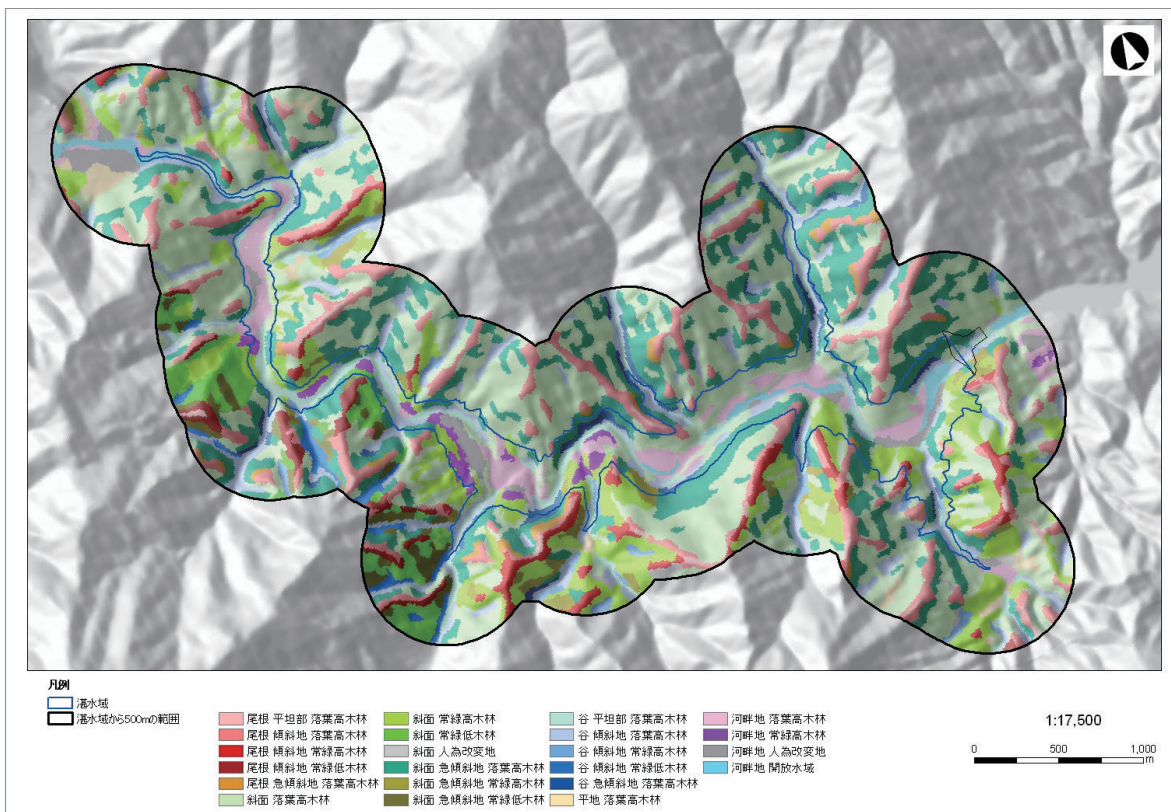 凡例
湛水域
湛水域から500mの範囲
尾根 平坦部 落葉高木林
尾根 傾斜地 落葉高木林
尾根 傾斜地 常緑高木林
尾根 傾斜地 常緑低木林
尾根 急傾斜地 落葉高木林
斜面 落葉高木林
斜面 常緑高木林
斜面 常緑低木林
斜面 人為改変地
斜面 急傾斜地 落葉高木林
斜面 急傾斜地 常緑高木林
斜面 急傾斜地 常緑低木林
谷 平坦部 落葉高木林
谷 傾斜地 落葉高木林
谷 傾斜地 常緑高木林
谷 傾斜地 常緑低木林
谷 急傾斜地 落葉高木林
平地 落葉高木林
河畔地 落葉高木林
河畔地 常緑高木林
河畔地 人為改変地
河畔地 開放水域
1:17,500
0 500 1,000 m